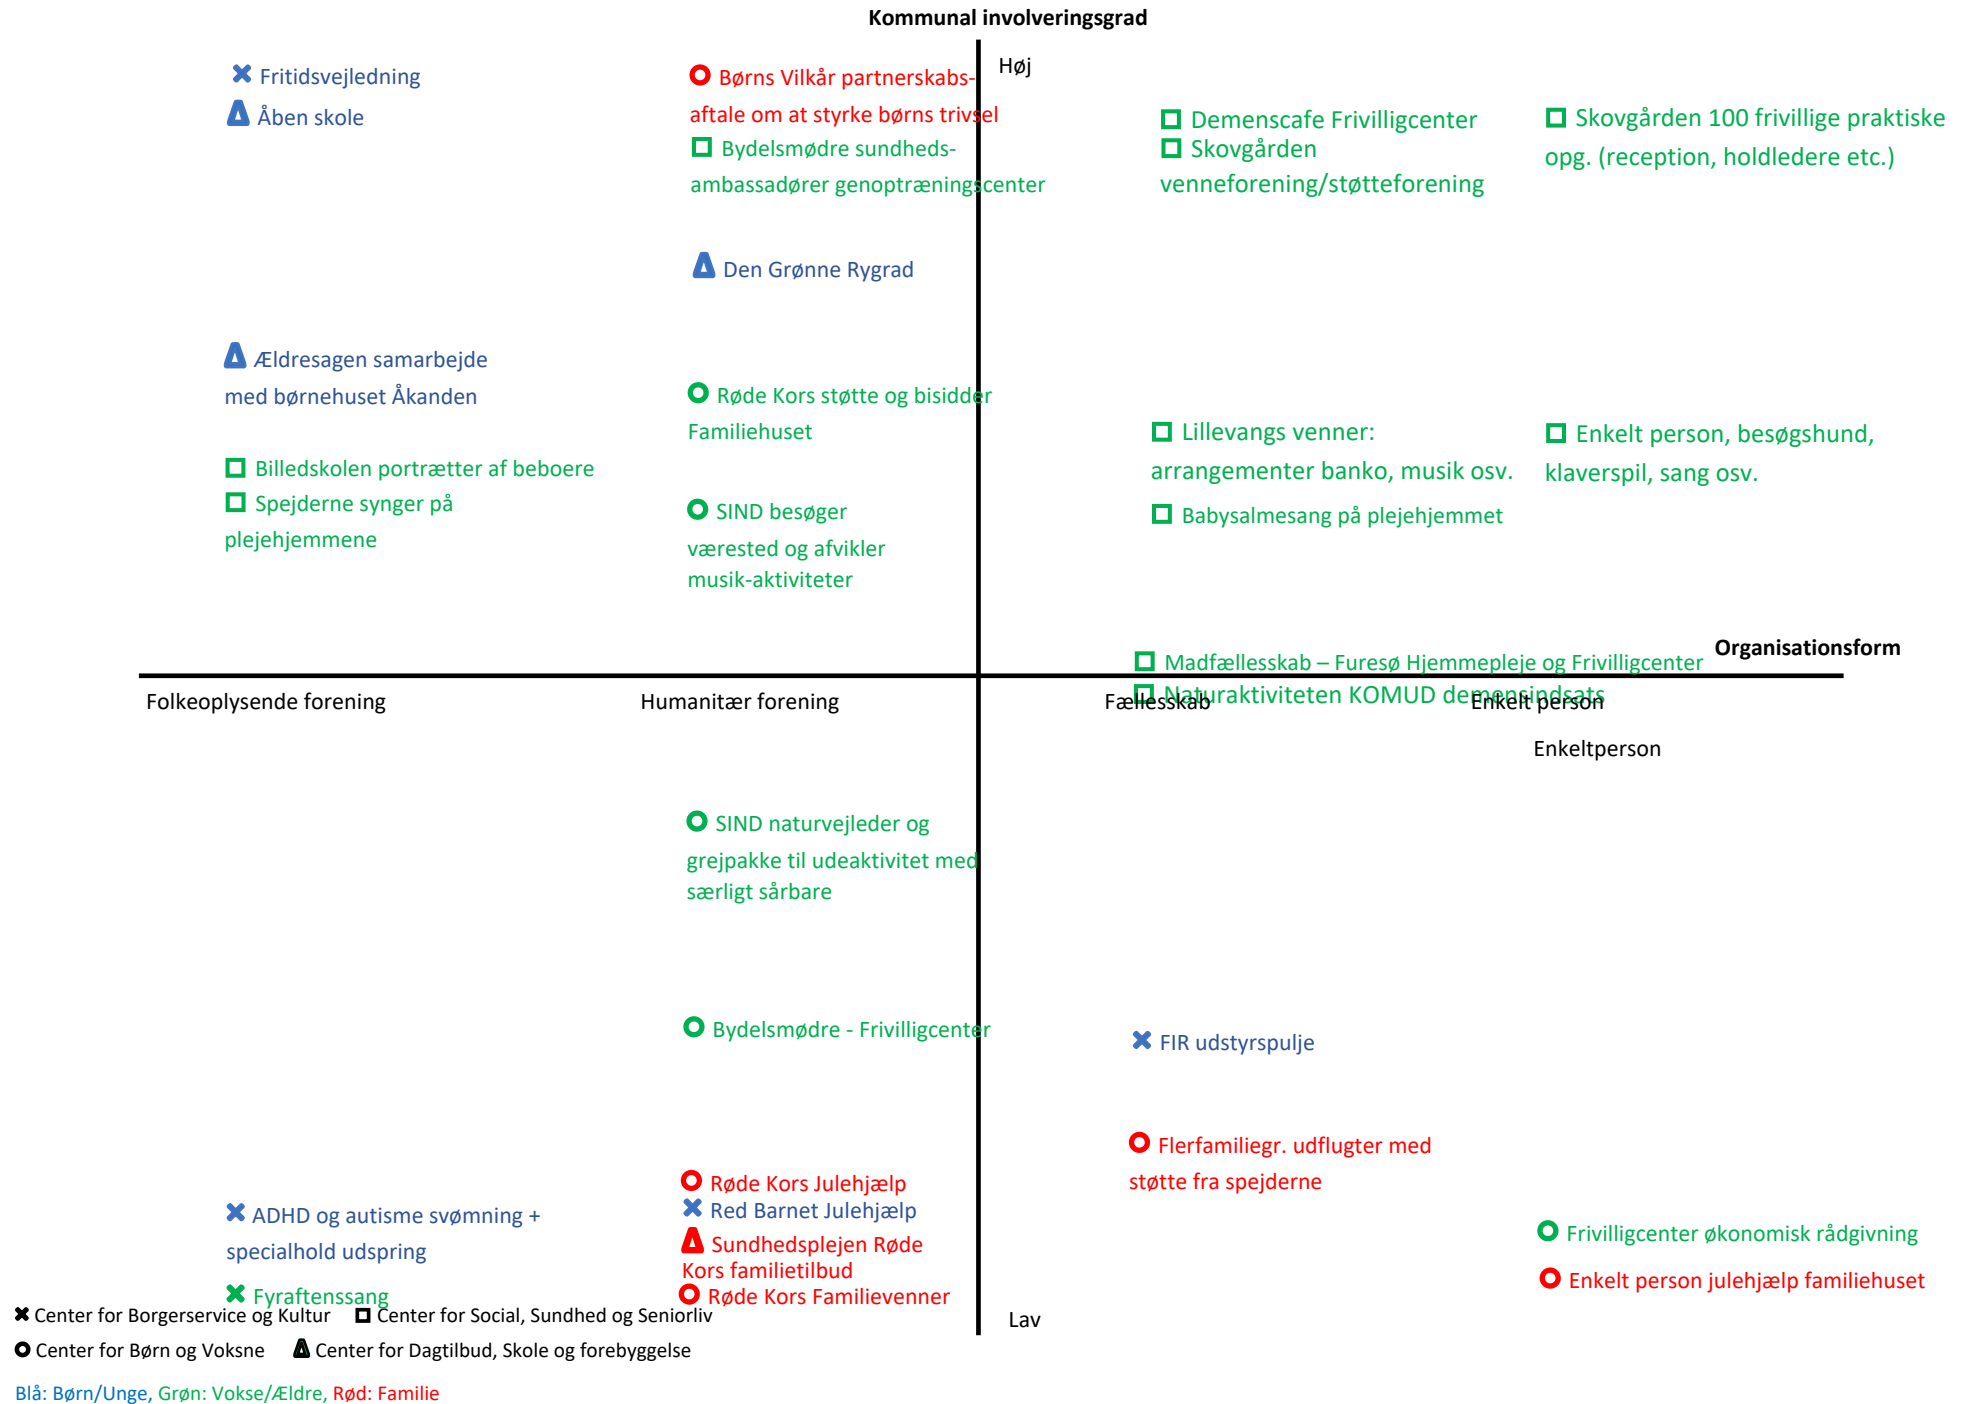 Kommunal involveringsgrad
Høj
Fritidsvejledning
Åben skole
Børns Vilkår partnerskabs-
aftale om at styrke børns trivsel
Bydelsmødre sundheds-
ambassadører genoptræningscenter
Demenscafe Frivilligcenter
Skovgården
venneforening/støtteforening
Skovgården 100 frivillige praktiske
opg. (reception, holdledere etc.)
Den Grønne Rygrad
Ældresagen samarbejde
med børnehuset Åkanden
Røde Kors støtte og bisidder
Familiehuset
Billedskolen portrætter af beboere
Spejderne synger på
plejehjemmene
SIND besøger
værested og afvikler
musik-aktiviteter
Lillevangs venner:
arrangementer banko, musik osv.
Babysalmesang på plejehjemmet
Enkelt person, besøgshund,
klaverspil, sang osv.
Organisationsform
Madfællesskab – Furesø Hjemmepleje og Frivilligcenter
Naturaktiviteten KOMUD demensindsats
Folkeoplysende forening
Humanitær forening
Fællesskab
Enkelt person
Enkeltperson
SIND naturvejleder og
grejpakke til udeaktivitet med
særligt sårbare
Bydelsmødre - Frivilligcenter
FIR udstyrspulje
Flerfamiliegr. udflugter med
støtte fra spejderne
Røde Kors Julehjælp
Red Barnet Julehjælp
Sundhedsplejen Røde
Kors familietilbud
Røde Kors Familievenner
ADHD og autisme svømning +
specialhold udspring
Fyraftenssang
Frivilligcenter økonomisk rådgivning
Enkelt person julehjælp familiehuset
Lav
Center for Borgerservice og Kultur
Center for Social, Sundhed og Seniorliv
Center for Børn og Voksne
Center for Dagtilbud, Skole og forebyggelse
Blå: Børn/Unge, Grøn: Vokse/Ældre, Rød: Familie